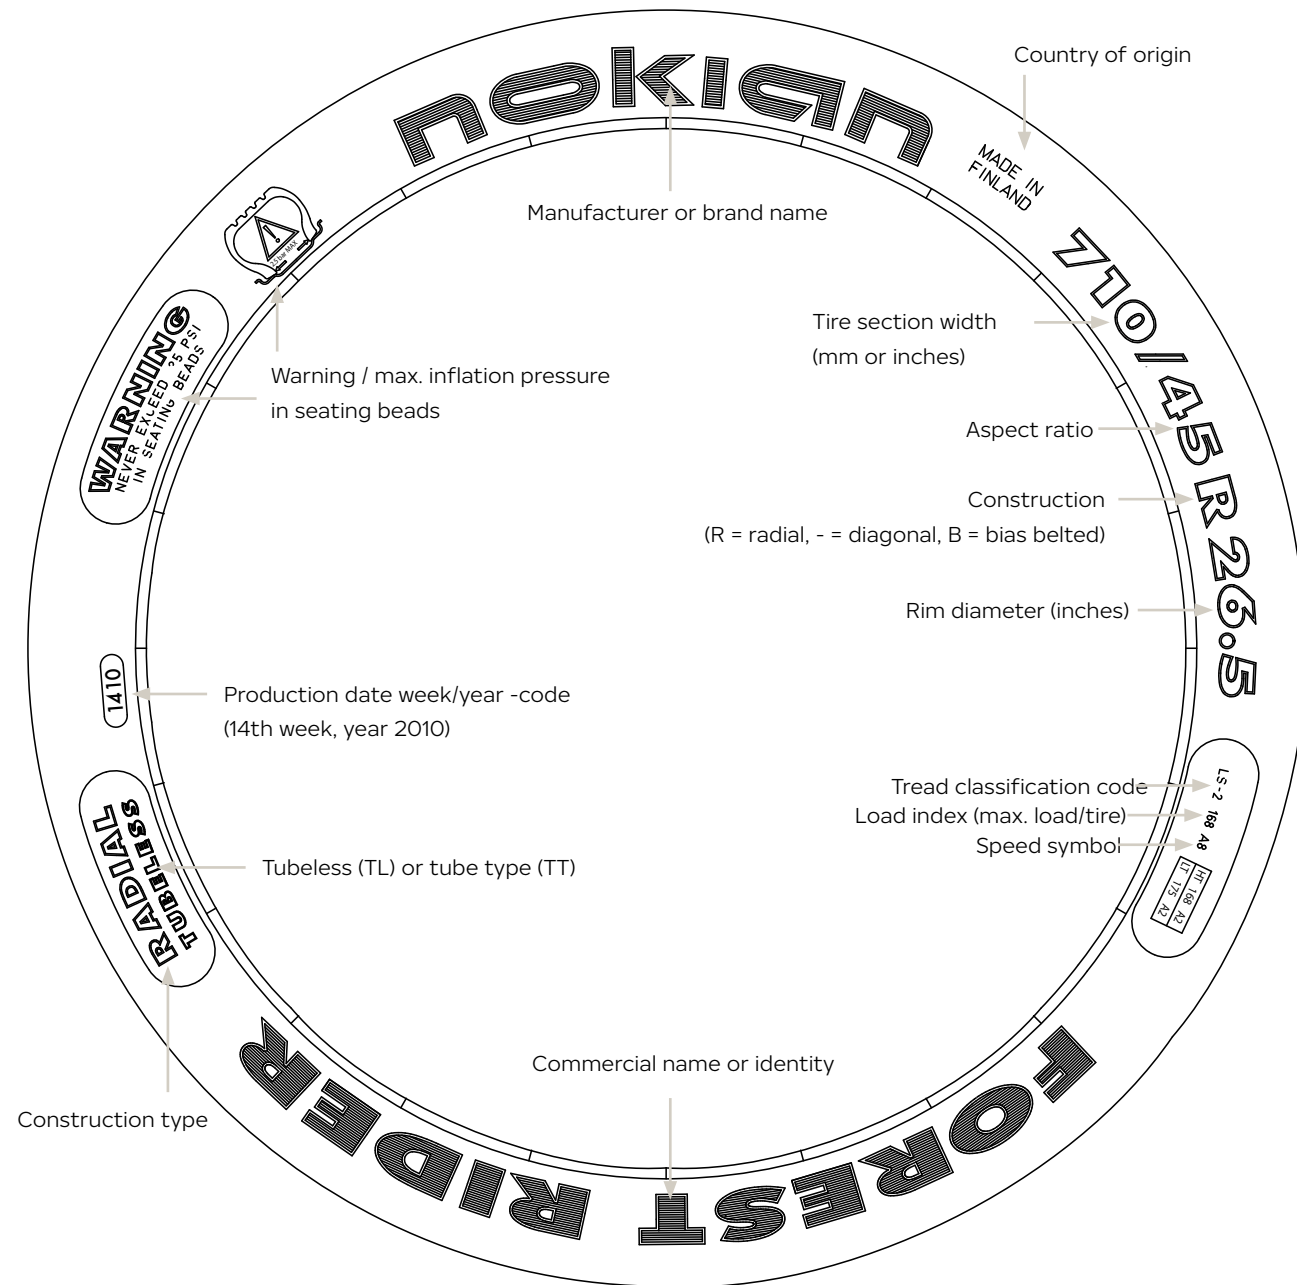 nokian
Country of origin
MADE IN
FINLAND
Manufacturer or brand name
710/45 R 26.5
Tire section width
(mm or inches)
2.5 bar MAX
Warning / max. inflation pressure
in seating beads
WARNING
NEVER EXCEED 35 PSI
IN SEATING BEADS
Aspect ratio
Construction
(R = radial, - = diagonal, B = bias belted)
Rim diameter (inches)
1410
Production date week/year -code
(14th week, year 2010)
Tread classification code
Load index (max. load/tire)
Speed symbol
LS-2 168 A8
HT 168 A2
LT 175 A2
RADIAL
TUBELESS
Tubeless (TL) or tube type (TT)
Commercial name or identity
Construction type
FOREST RIDER